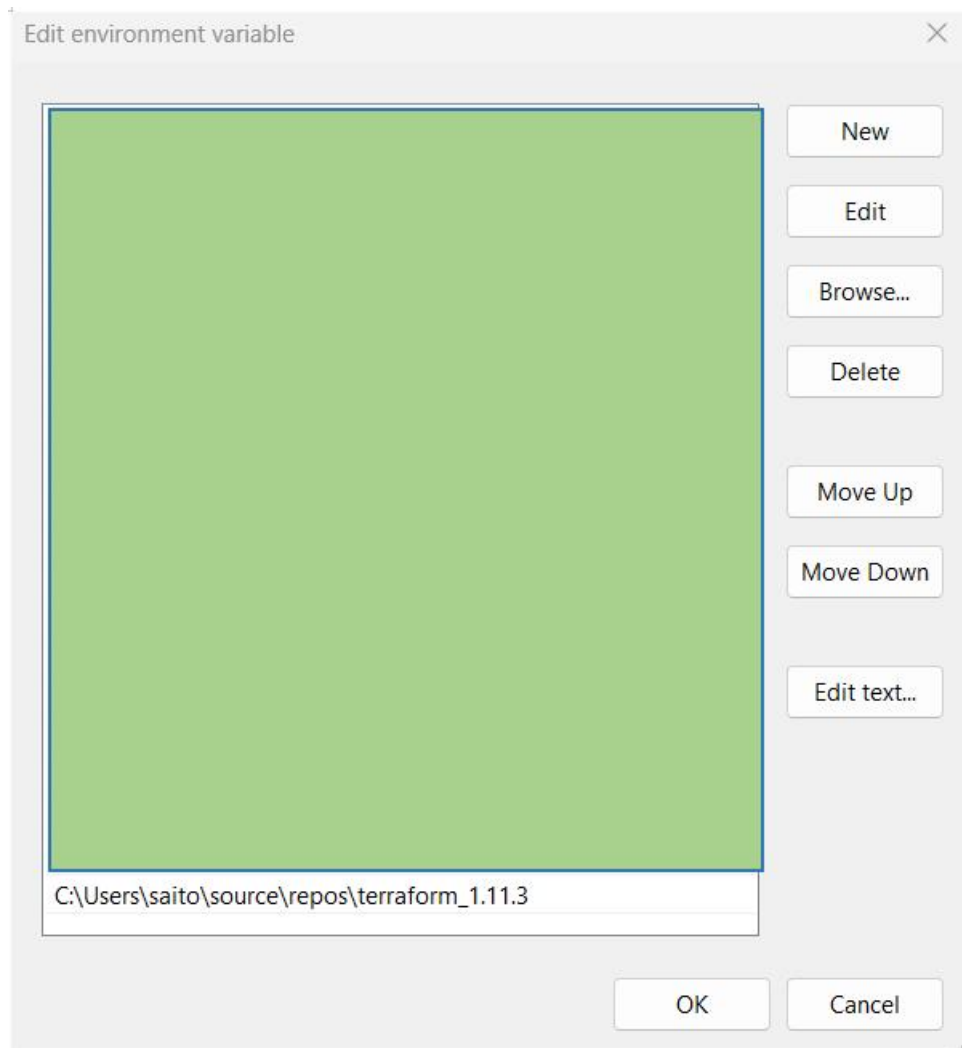 Edit environment variable
New
Edit
Browse...
Delete
Move Up
Move Down
Edit text...
C:\Users\saito\source\repos\terraform_1.11.3
OK
Cancel